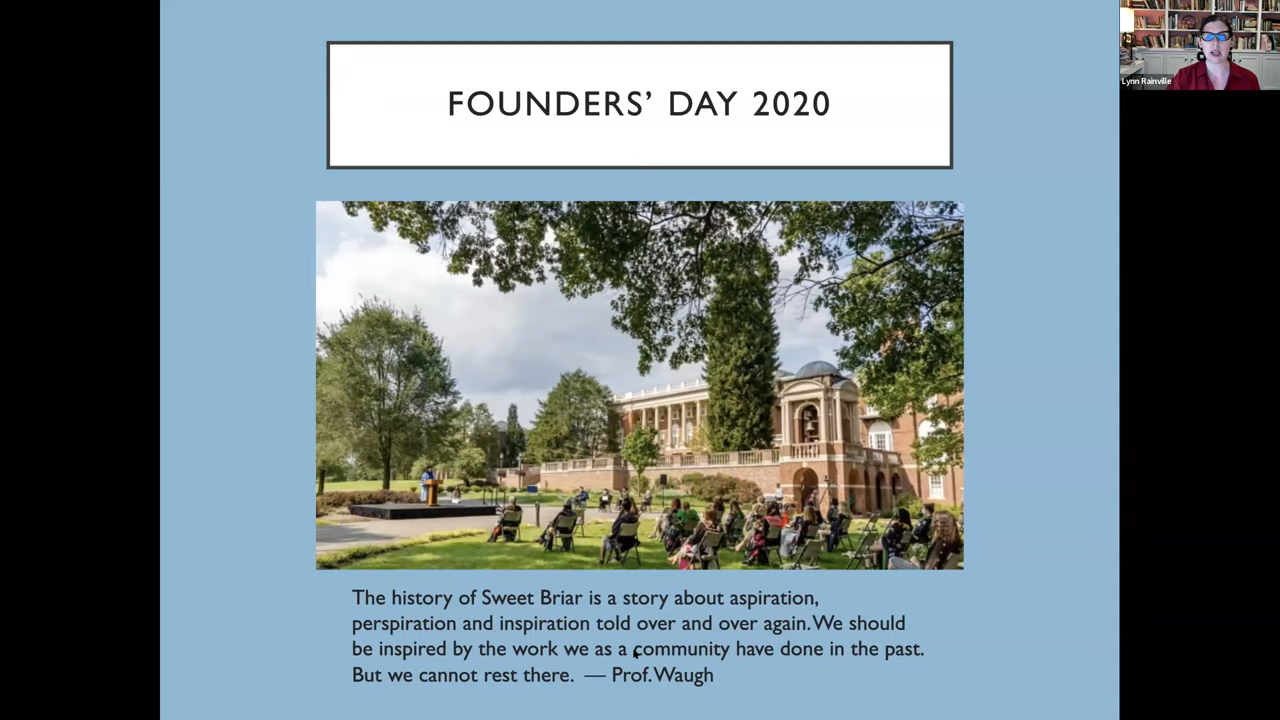 FOUNDERS’ DAY 2020
Lynn Rainville
The history of Sweet Briar is a story about aspiration,
perspiration and inspiration told over and over again. We should
be inspired by the work we as a community have done in the past.
But we cannot rest there. — Prof. Waugh